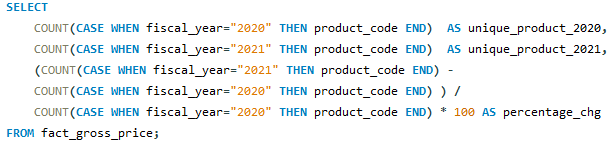 SELECT
COUNT(CASE WHEN fiscal_year="2020" THEN product_code END)  AS unique_product_2020,
COUNT(CASE WHEN fiscal_year="2021" THEN product_code END)  AS unique_product_2021,
(COUNT(CASE WHEN fiscal_year="2021" THEN product_code END) -
COUNT(CASE WHEN fiscal_year="2020" THEN product_code END) ) /
COUNT(CASE WHEN fiscal_year="2020" THEN product_code END) * 100 AS percentage_chg
FROM fact_gross_price;